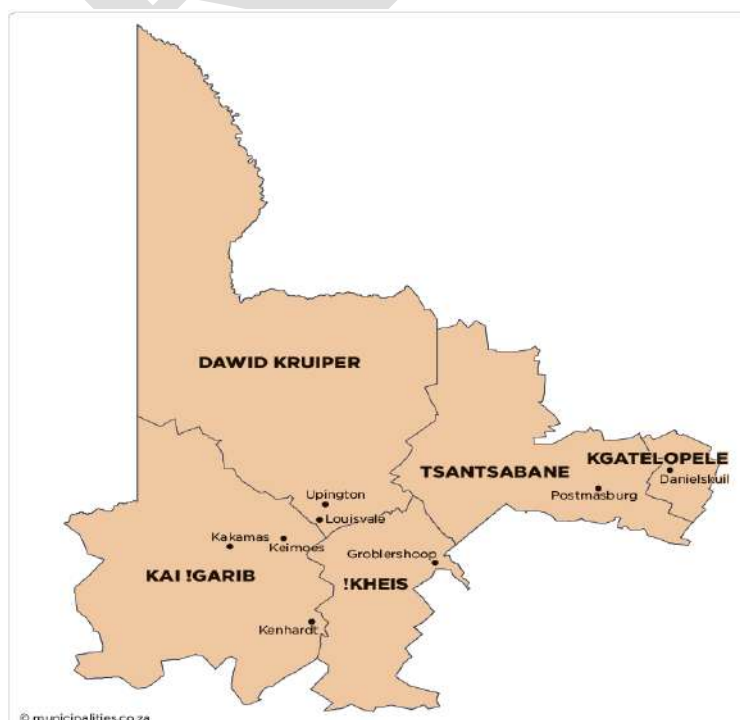 DAWID KRUIPER
KGATELOPELE
TSANTSABANE
Danielskuil
Postmasburg
Upington
Louisvale
Kakamas
Keimoes
Groblershoop
KAI !GARIB
!KHEIS
Kenhardt
© municipalities.co.za